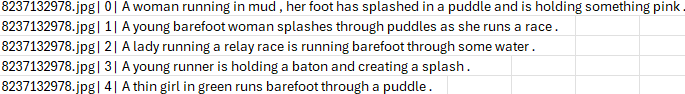 8237132978.jpg| 0| A woman running in mud , her foot has splashed in a puddle and is holding something pink .
8237132978.jpg| 1| A young barefoot woman splashes through puddles as she runs a race .
8237132978.jpg| 2| A lady running a relay race is running barefoot through some water .
8237132978.jpg| 3| A young runner is holding a baton and creating a splash .
8237132978.jpg| 4| A thin girl in green runs barefoot through a puddle .